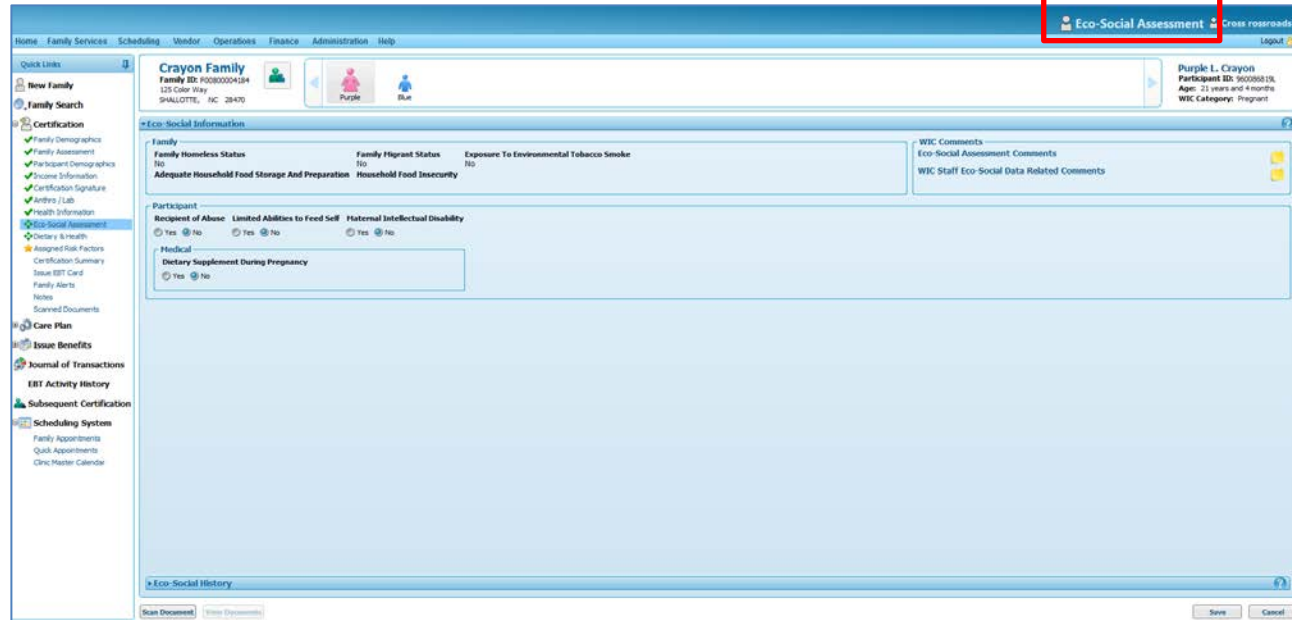 Eco-Social Assessment Cross rossroads
Home Family Services Scheduling Vendor Operations Finance Administration Help Logout
Quick Links
New Family
Family Search
Certification
Family Demographics
Family Assessment
Participant Demographics
Income Information
Certification Signature
Anthro / Lab
Health Information
Eco-Social Assessment
Dietary & Health
Assigned Risk Factors
Certification Summary
Issue EBT Card
Family Alerts
Notes
Scanned Documents
Care Plan
Issue Benefits
Journal of Transactions
EBT Activity History
Subsequent Certification
Scheduling System
Family Appointments
Quick Appointments
Clinic Master Calendar
Crayon Family
Family ID: F00800004184
125 Color Way
SHALLOTTE, NC 28470
Purple Blue
Purple L. Crayon
Participant ID: 960086819L
Age: 21 years and 4 months
WIC Category: Pregnant
Eco-Social Information
Family
Family Homeless Status Family Migrant Status Exposure To Environmental Tobacco Smoke
No No No
Adequate Household Food Storage And Preparation Household Food Insecurity
WIC Comments
Eco-Social Assessment Comments
WIC Staff Eco-Social Data Related Comments
Participant
Recipient of Abuse Limited Abilities to Feed Self Maternal Intellectual Disability
Yes No Yes No Yes No
Medical
Dietary Supplement During Pregnancy
Yes No
Eco-Social History
Scan Document View Documents Save Cancel